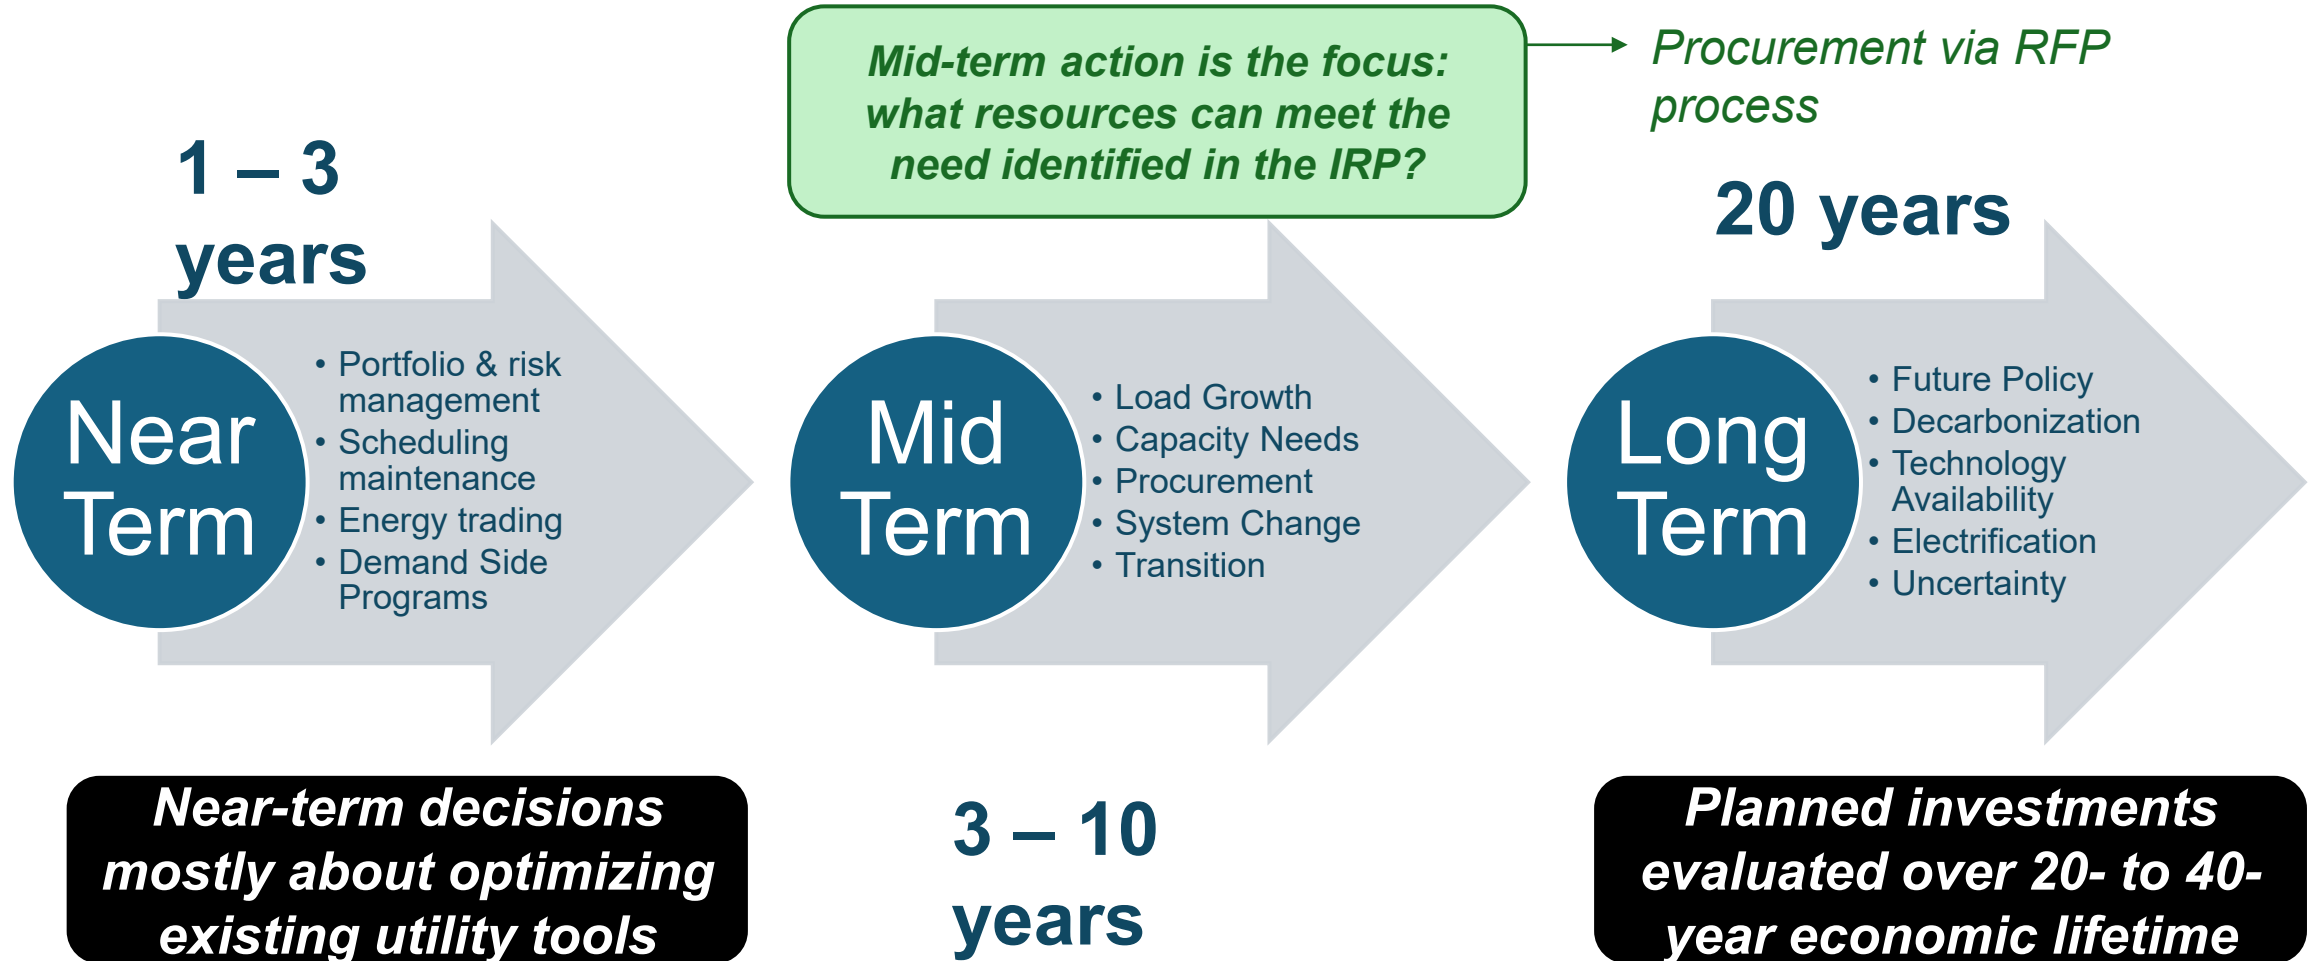 Mid-term action is the focus:
what resources can meet the
need identified in the IRP?
Procurement via RFP
process
1 – 3
years
Near
Term
• Portfolio & risk
management
• Scheduling
maintenance
• Energy trading
• Demand Side
Programs
Near-term decisions
mostly about optimizing
existing utility tools
Mid
Term
• Load Growth
• Capacity Needs
• Procurement
• System Change
• Transition
3 – 10
years
20 years
Long
Term
• Future Policy
• Decarbonization
• Technology
Availability
• Electrification
• Uncertainty
Planned investments
evaluated over 20- to 40-
year economic lifetime